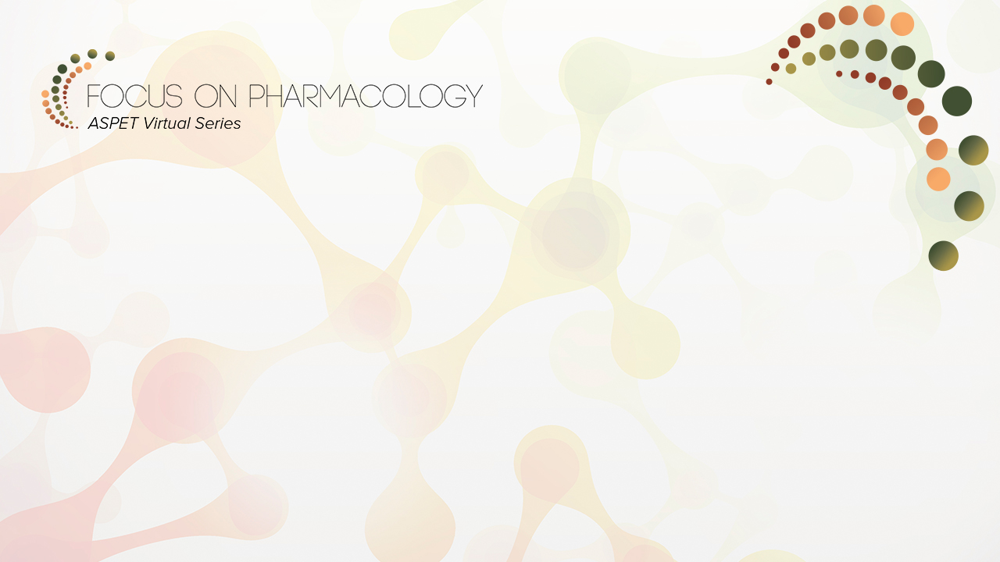 FOCUS ON PHARMACOLOGY
ASPET Virtual Series